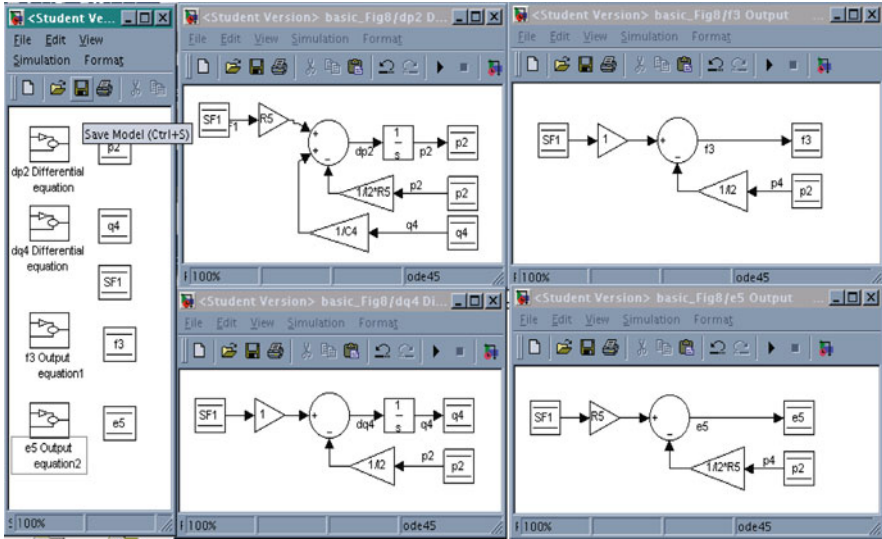 <Student Ve...
File Edit View
Simulation Format
Save Model (Ctrl+S)
p2
dp2 Differential
equation
q4
dq4 Differential
equation
SF1
f3
f3 Output
equation1
e5
e5 Output
equation2
100%
<Student Version> basic_Fig8/dp2 D...
File Edit View Simulation Format
SF1
R5
+
+
−
dp2
1
s
p2
p2
1/I2*R5
p2
p2
1/C4
q4
q4
100%
ode45
<Student Version> basic_Fig8/f3 Output
File Edit View Simulation Format
SF1
1
+
−
f3
f3
1/I2
p4
p2
100%
ode45
<Student Version> basic_Fig8/dq4 Di...
File Edit View Simulation Format
SF1
1
+
−
dq4
1
s
q4
q4
1/I2
p2
p2
100%
ode45
<Student Version> basic_Fig8/e5 Output ...
File Edit View Simulation Format
SF1
R5
+
−
e5
e5
1/I2*R5
p4
p2
100%
ode45